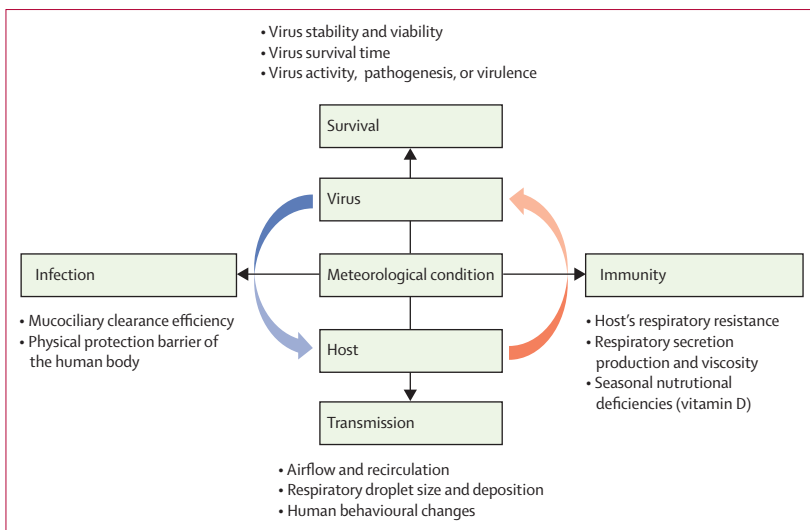 • Virus stability and viability
• Virus survival time
• Virus activity, pathogenesis, or virulence
Survival
Virus
Infection
Meteorological condition
Immunity
• Mucociliary clearance efficiency
• Physical protection barrier of
the human body
Host
• Host's respiratory resistance
• Respiratory secretion
production and viscosity
• Seasonal nutrutional
deficiencies (vitamin D)
Transmission
• Airflow and recirculation
• Respiratory droplet size and deposition
• Human behavioural changes